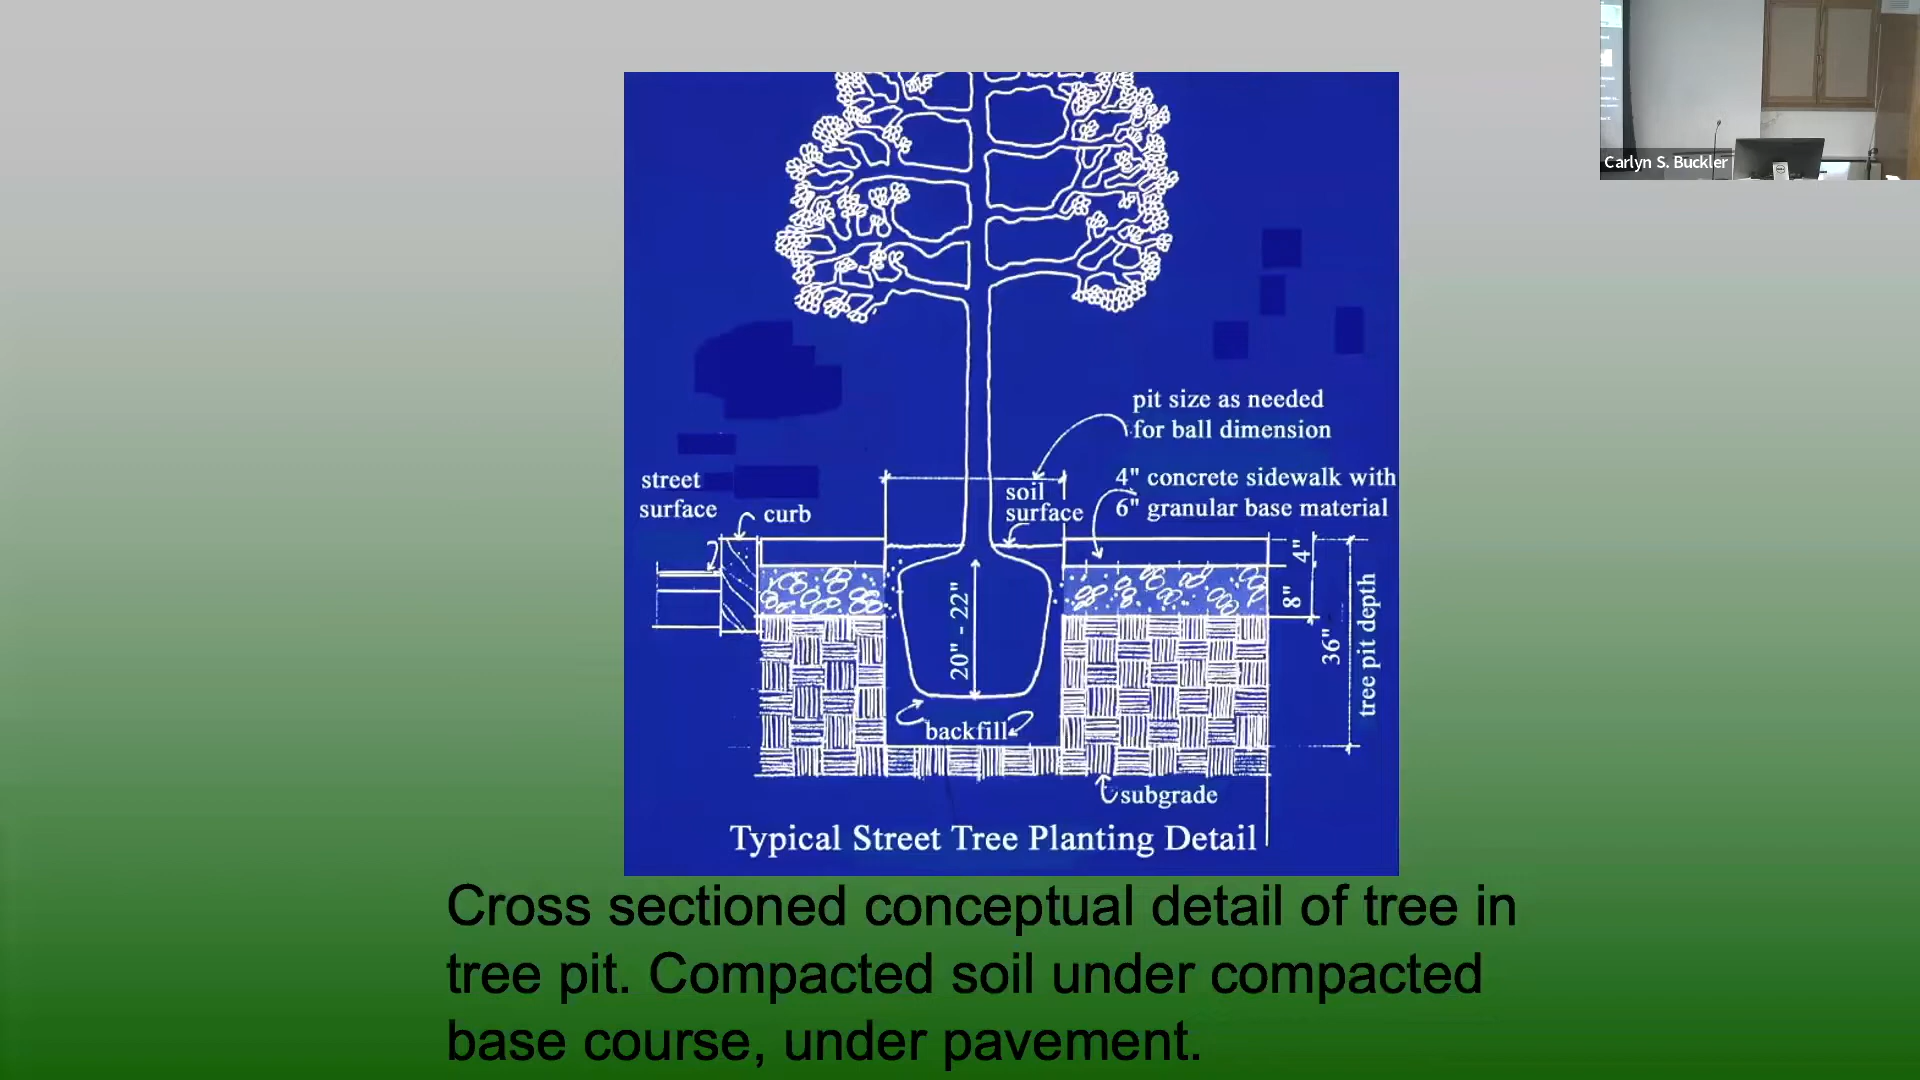 Carlyn S. Buckler
pit size as needed
for ball dimension
4" concrete sidewalk with
6" granular base material
street
surface
curb
soil
surface
4"
8"
36"
tree pit depth
20" - 22"
backfill
subgrade
Typical Street Tree Planting Detail
Cross sectioned conceptual detail of tree in
tree pit. Compacted soil under compacted
base course, under pavement.